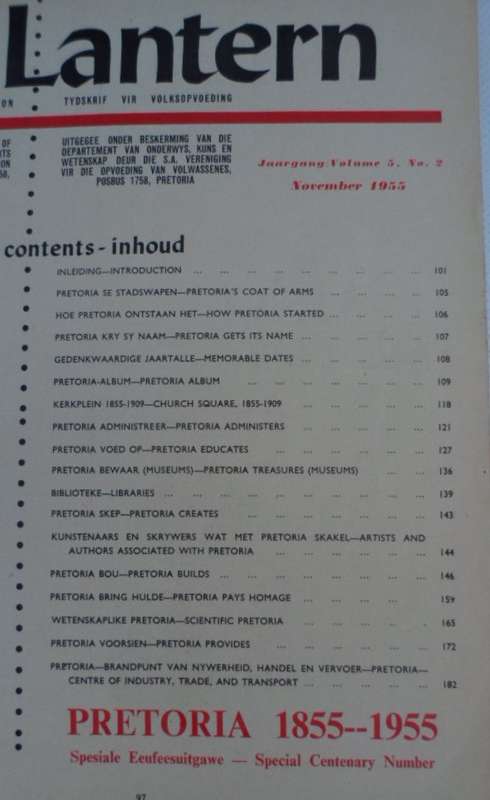 Lantern
ON TYDSKRIF VIR VOLKSOPVOEDING
OF
UITGEGEE ONDER BESKERMING VAN DIE
DEPARTEMENT VAN ONDERWYS, KUNS EN
WETENSKAP DEUR DIE S.A. VERENIGING
VIR DIE OPVOEDING VAN VOLWASSENES,
POSBUS 1758, PRETORIA
Jaargang/Volume 5, No. 2
November 1955
contents - inhoud
INLEIDING—INTRODUCTION ... ... ... ... ... ... ... ... ... 101
PRETORIA SE STADSWAPEN—PRETORIA'S COAT OF ARMS ... ... ... ... 105
HOE PRETORIA ONTSTAAN HET—HOW PRETORIA STARTED ... ... ... ... 106
PRETORIA KRY SY NAAM—PRETORIA GETS ITS NAME ... ... ... ... ... 107
GEDENKWAARDIGE JAARTALLE—MEMORABLE DATES ... ... ... ... ... 108
PRETORIA-ALBUM—PRETORIA ALBUM ... ... ... ... ... ... ... 109
KERKPLEIN 1855-1909—CHURCH SQUARE, 1855-1909 ... ... ... ... ... 118
PRETORIA ADMINISTREER—PRETORIA ADMINISTERS ... ... ... ... ... 121
PRETORIA VOED OP—PRETORIA EDUCATES ... ... ... ... ... ... 127
PRETORIA BEWAAR (MUSEUMS)—PRETORIA TREASURES (MUSEUMS) ... ... 136
BIBLIOTEKE—LIBRARIES ... ... ... ... ... ... ... ... ... ... 139
PRETORIA SKEP—PRETORIA CREATES ... ... ... ... ... ... ... ... 143
KUNSTENAARS EN SKRYWERS WAT MET PRETORIA SKAKEL—ARTISTS AND
AUTHORS ASSOCIATED WITH PRETORIA ... ... ... ... ... ... 144
PRETORIA BOU—PRETORIA BUILDS ... ... ... ... ... ... ... ... 146
PRETORIA BRING HULDE—PRETORIA PAYS HOMAGE ... ... ... ... 159
WETENSKAPLIKE PRETORIA—SCIENTIFIC PRETORIA ... ... ... ... . 165
PRETORIA VOORSIEN—PRETORIA PROVIDES ... ... ... ... ... ... 172
PRETORIA—BRANDPUNT VAN NYWERHEID, HANDEL EN VERVOER—PRETORIA—
CENTRE OF INDUSTRY, TRADE, AND TRANSPORT ... ... ... ... ... 182
PRETORIA 1855--1955
Spesiale Eeufeesuitgawe — Special Centenary Number
97